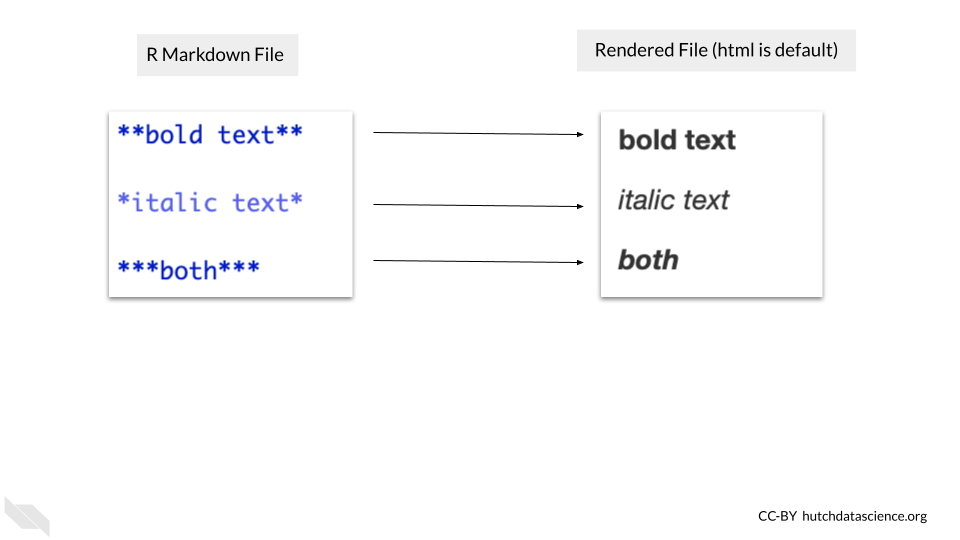 R Markdown File
Rendered File (html is default)
**bold text**
*italic text*
***both***
bold text
italic text
both
CC-BY hutchdatascience.org